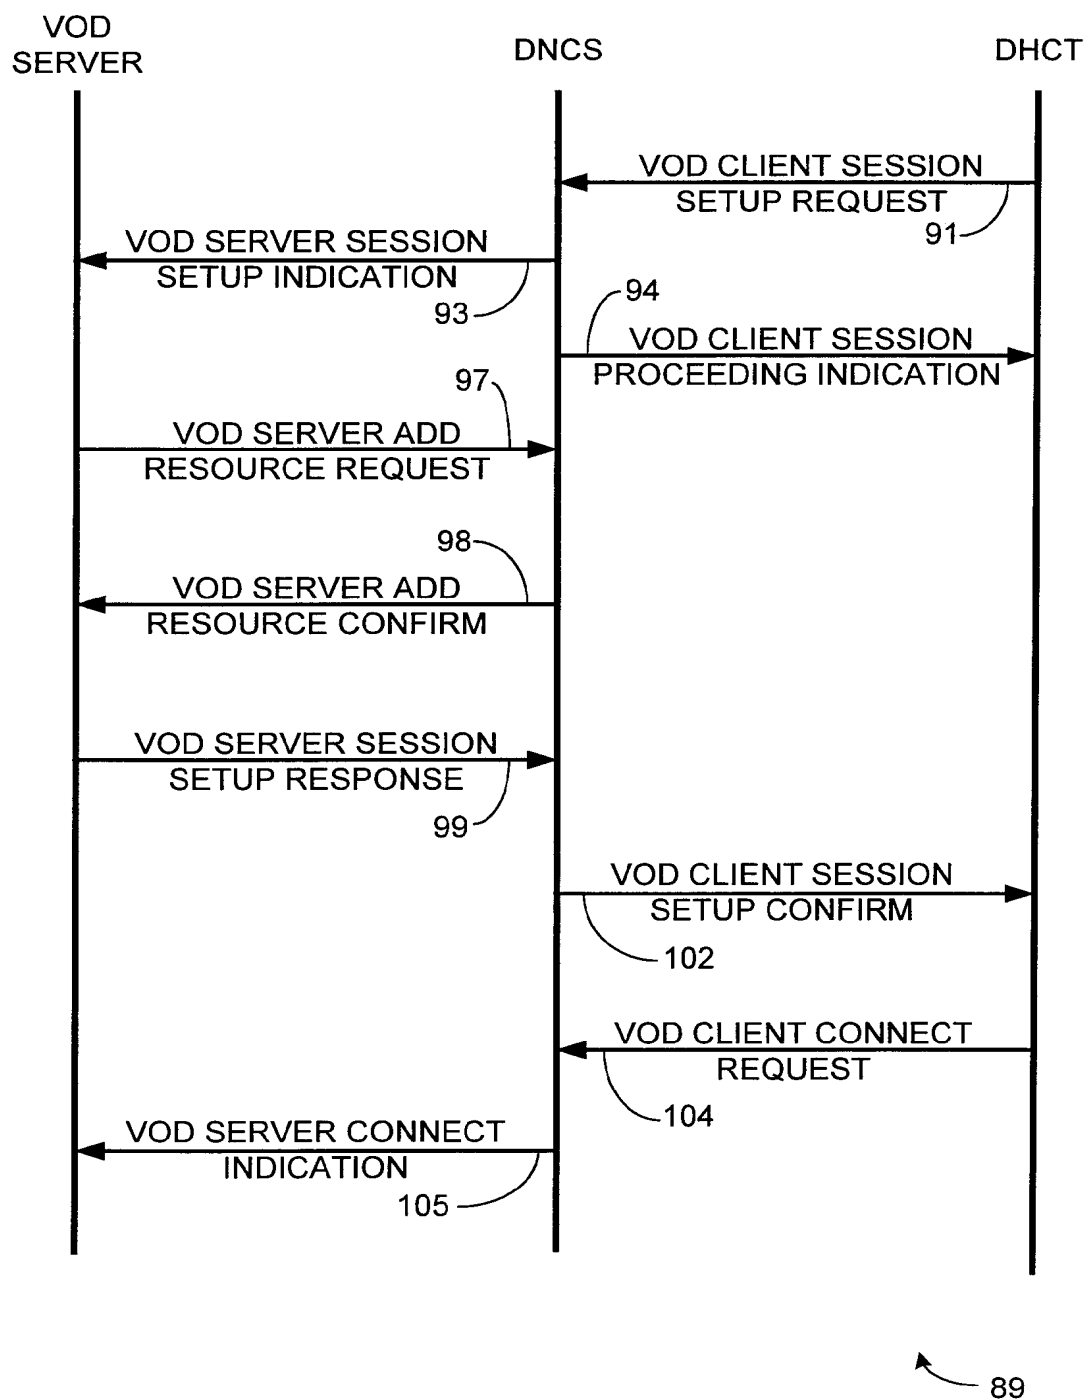 VOD
SERVER
DNCS
DHCT
VOD CLIENT SESSION
SETUP REQUEST
91
VOD SERVER SESSION
SETUP INDICATION
93
94
VOD CLIENT SESSION
PROCEEDING INDICATION
97
VOD SERVER ADD
RESOURCE REQUEST
98
VOD SERVER ADD
RESOURCE CONFIRM
VOD SERVER SESSION
SETUP RESPONSE
99
VOD CLIENT SESSION
SETUP CONFIRM
102
VOD CLIENT CONNECT
REQUEST
104
VOD SERVER CONNECT
INDICATION
105
89